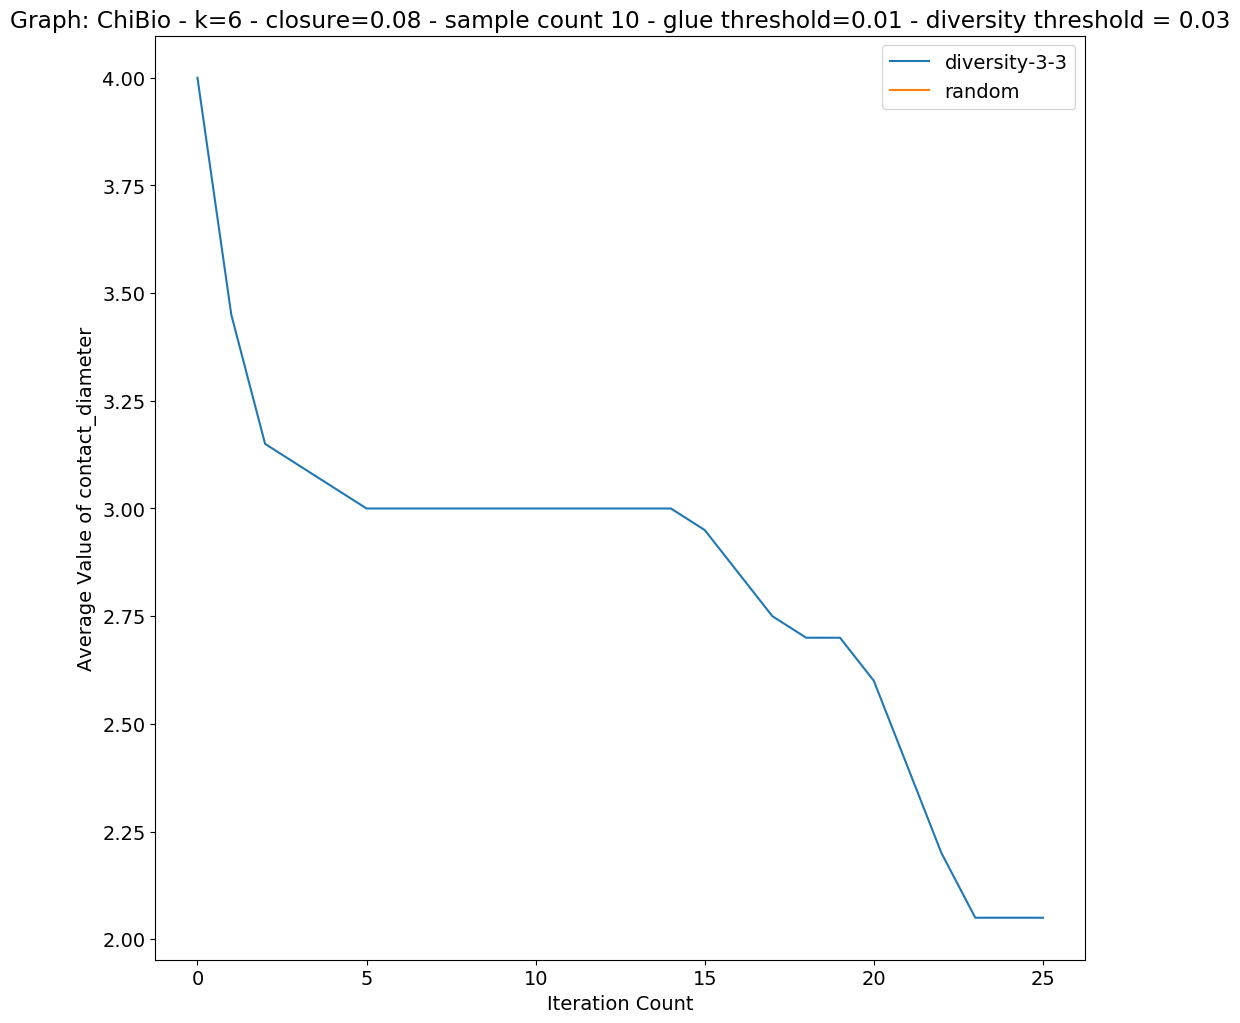 Graph: ChiBio - k=6 - closure=0.08 - sample count 10 - glue threshold=0.01 - diversity threshold = 0.03
diversity-3-3
random
Average Value of contact_diameter
4.00
3.75
3.50
3.25
3.00
2.75
2.50
2.25
2.00
0 5 10 15 20 25
Iteration Count